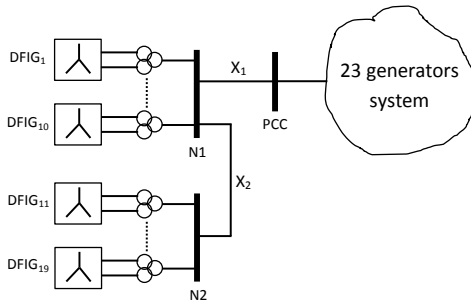 DFIG₁
DFIG₁₀
DFIG₁₁
DFIG₁₉
N1
N2
X₁
X₂
PCC
23 generators
system